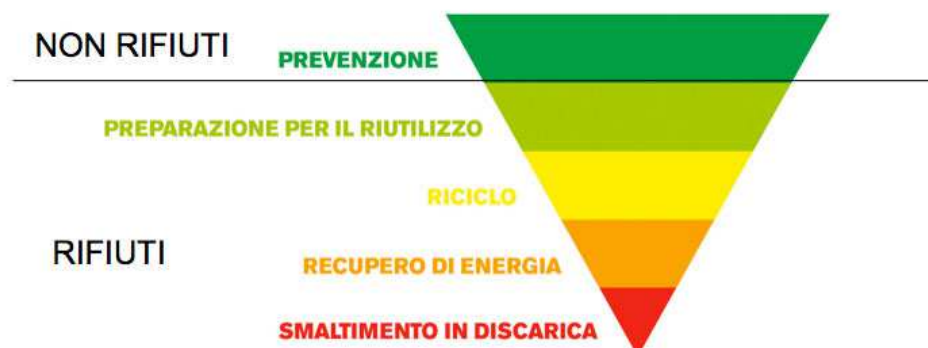 NON RIFIUTI
PREVENZIONE
PREPARAZIONE PER IL RIUTILIZZO
RICICLO
RIFIUTI
RECUPERO DI ENERGIA
SMALTIMENTO IN DISCARICA